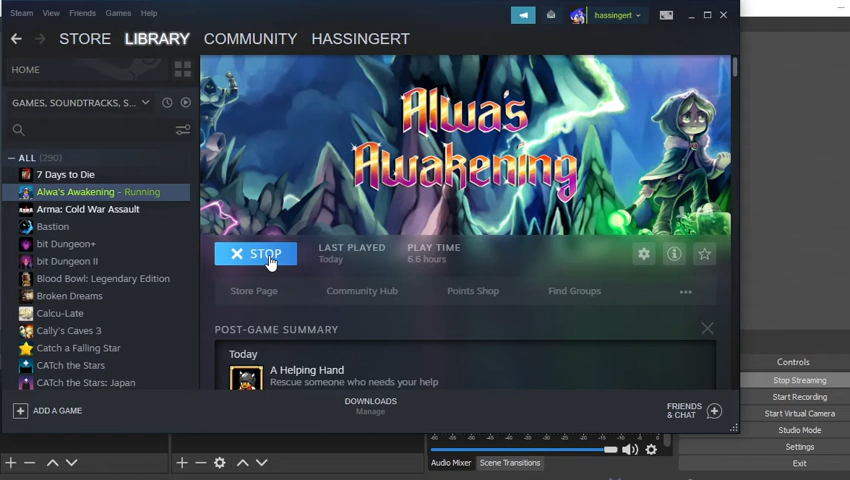 Steam View Friends Games Help
hassingert
STORE LIBRARY COMMUNITY HASSINGERT
HOME
GAMES, SOUNDTRACKS, S...
ALL (290)
7 Days to Die
Alwa's Awakening - Running
Arma: Cold War Assault
Bastion
bit Dungeon+
bit Dungeon II
Blood Bowl: Legendary Edition
Broken Dreams
Calcu-Late
Cally's Caves 3
Catch a Falling Star
CATch the Stars
CATch the Stars: Japan
ADD A GAME
Alwa's
Awakening
STOP
LAST PLAYED
Today
PLAY TIME
6.6 hours
Store Page Community Hub Points Shop Find Groups
POST-GAME SUMMARY
Today
A Helping Hand
Rescue someone who needs your help
DOWNLOADS
Manage
FRIENDS
& CHAT
Controls
Stop Streaming
Start Recording
Start Virtual Camera
Studio Mode
Settings
Exit
Audio Mixer Scene Transitions